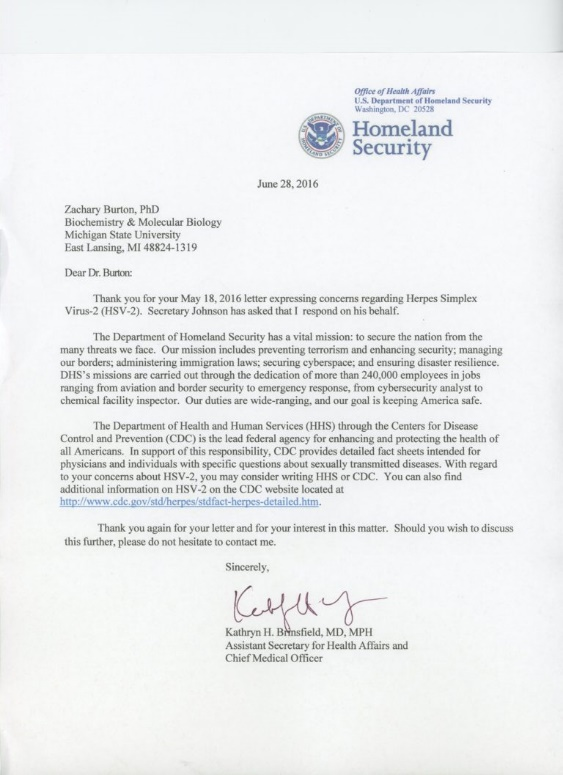 Office of Health Affairs
U.S. Department of Homeland Security
Washington, DC 20528
Homeland
Security
June 28, 2016
Zachary Burton, PhD
Biochemistry & Molecular Biology
Michigan State University
East Lansing, MI 48824-1319
Dear Dr. Burton:
Thank you for your May 18, 2016 letter expressing concerns regarding Herpes Simplex
Virus-2 (HSV-2). Secretary Johnson has asked that I respond on his behalf.
The Department of Homeland Security has a vital mission: to secure the nation from the
many threats we face. Our mission includes preventing terrorism and enhancing security; managing
our borders; administering immigration laws; securing cyberspace; and ensuring disaster resilience.
DHS's missions are carried out through the dedication of more than 240,000 employees in jobs
ranging from aviation and border security to emergency response, from cybersecurity analyst to
chemical facility inspector. Our duties are wide-ranging, and our goal is keeping America safe.
The Department of Health and Human Services (HHS) through the Centers for Disease
Control and Prevention (CDC) is the lead federal agency for enhancing and protecting the health of
all Americans. In support of this responsibility, CDC provides detailed fact sheets intended for
physicians and individuals with specific questions about sexually transmitted diseases. With regard
to your concerns about HSV-2, you may consider writing HHS or CDC. You can also find
additional information on HSV-2 on the CDC website located at
http://www.cdc.gov/std/herpes/stdfact-herpes-detailed.htm.
Thank you again for your letter and for your interest in this matter. Should you wish to discuss
this further, please do not hesitate to contact me.
Sincerely,
Kathryn H. Brinsfield, MD, MPH
Assistant Secretary for Health Affairs and
Chief Medical Officer